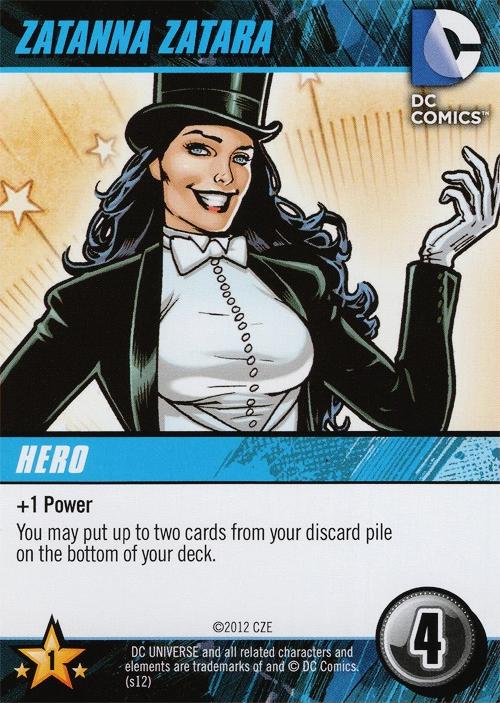 ZATANNA ZATARA
DC
COMICS™
HERO
+1 Power
You may put up to two cards from your discard pile
on the bottom of your deck.
©2012 CZE
1
DC UNIVERSE and all related characters and
elements are trademarks of and © DC Comics.
(s12)
4